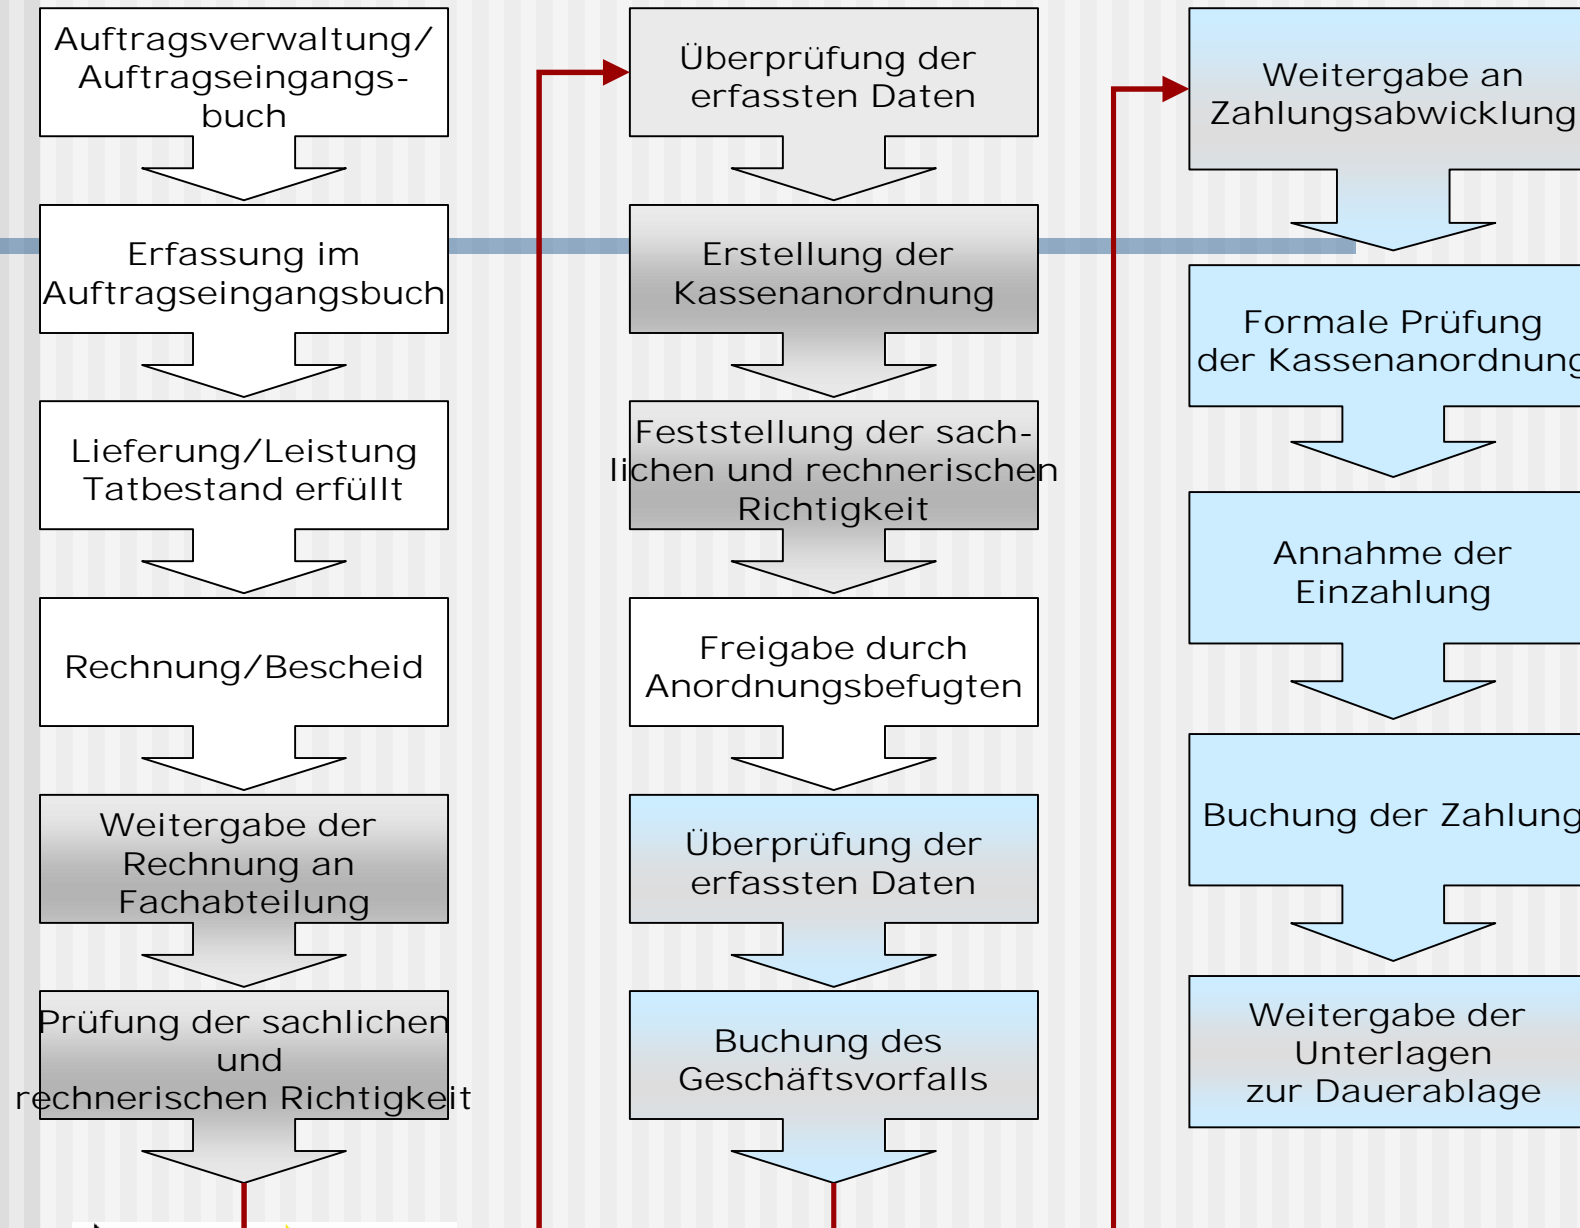 Auftragsverwaltung/
Auftragseingangs-
buch
Erfassung im
Auftragseingangsbuch
Lieferung/Leistung
Tatbestand erfüllt
Rechnung/Bescheid
Weitergabe der
Rechnung an
Fachabteilung
Prüfung der sachlichen
und
rechnerischen Richtigkeit
Überprüfung der
erfassten Daten
Erstellung der
Kassenanordnung
Feststellung der sach-
lichen und rechnerischen
Richtigkeit
Freigabe durch
Anordnungsbefugten
Überprüfung der
erfassten Daten
Buchung des
Geschäftsvorfalls
Weitergabe an
Zahlungsabwicklung
Formale Prüfung
der Kassenanordnung
Annahme der
Einzahlung
Buchung der Zahlung
Weitergabe der
Unterlagen
zur Dauerablage